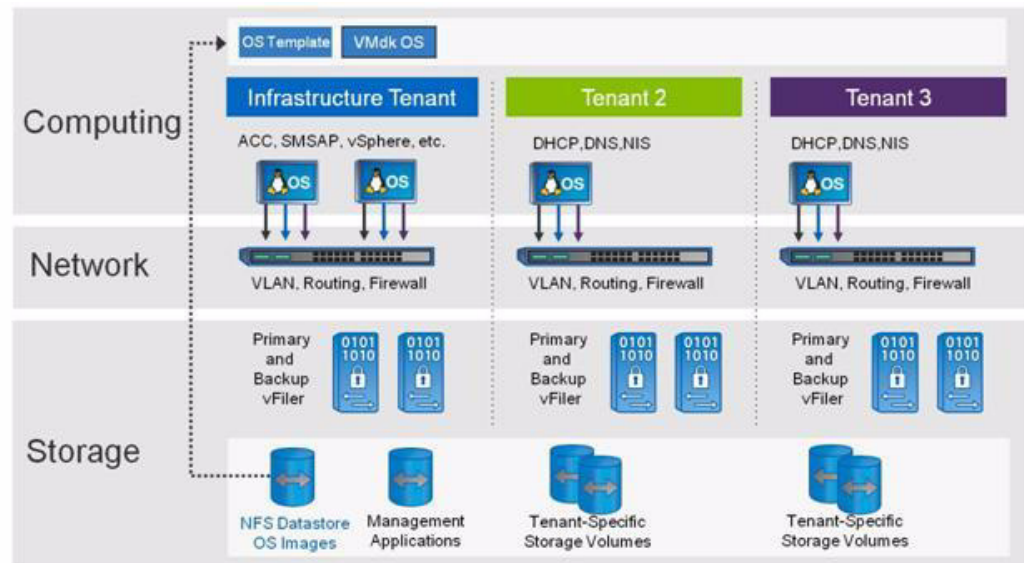 OS Template
VMdk OS
Computing
Infrastructure Tenant
Tenant 2
Tenant 3
ACC, SMSAP, vSphere, etc.
DHCP,DNS,NIS
DHCP,DNS,NIS
OS
OS
OS
OS
Network
VLAN, Routing, Firewall
VLAN, Routing, Firewall
VLAN, Routing, Firewall
Storage
Primary
and
Backup
vFiler
0101
1010
0101
1010
Primary
and
Backup
vFiler
0101
1010
0101
1010
Primary
and
Backup
vFiler
0101
1010
0101
1010
NFS Datastore
OS Images
Management
Applications
Tenant-Specific
Storage Volumes
Tenant-Specific
Storage Volumes